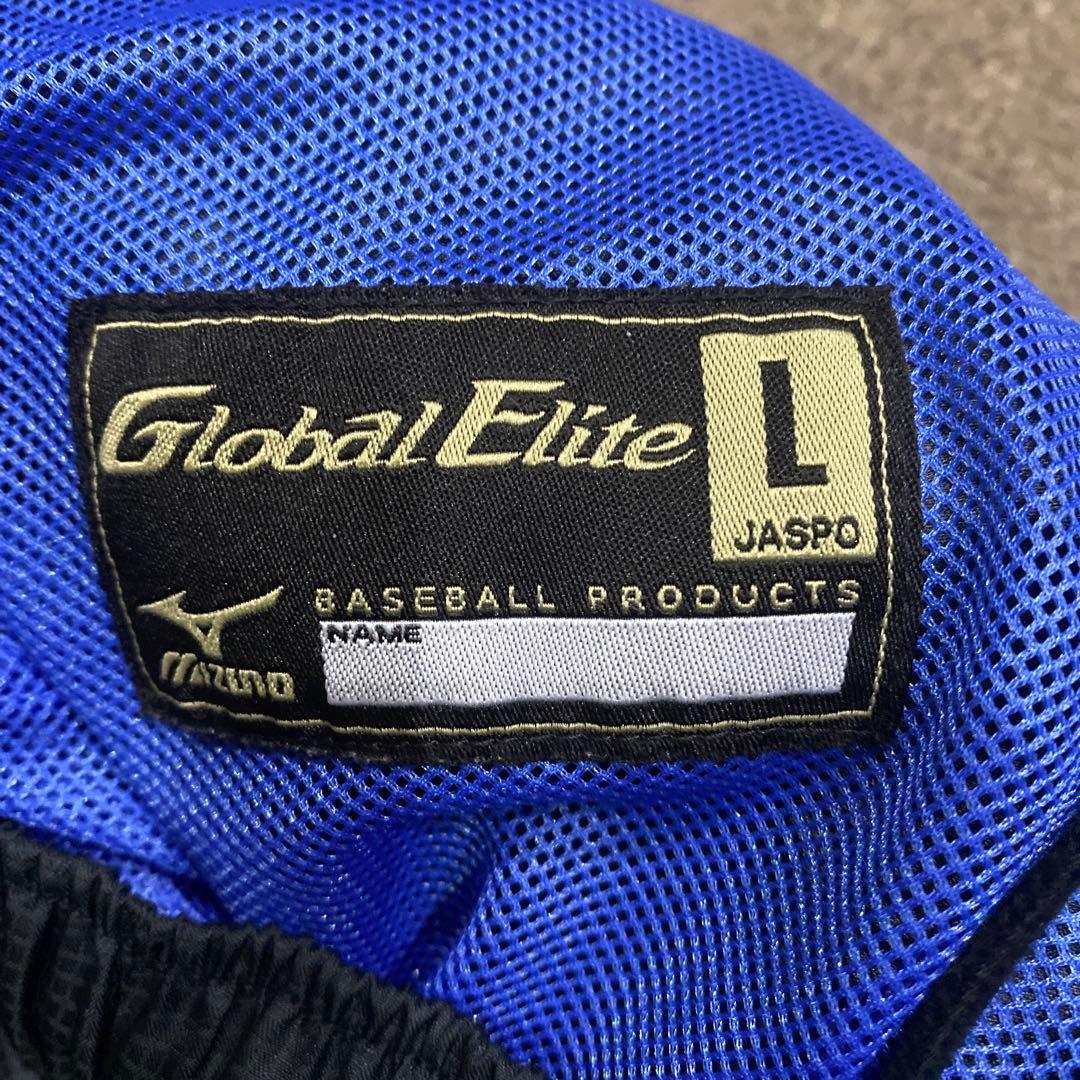 Global Elite
L
JASPO
BASEBALL PRODUCTS
NAME
MIZUNO